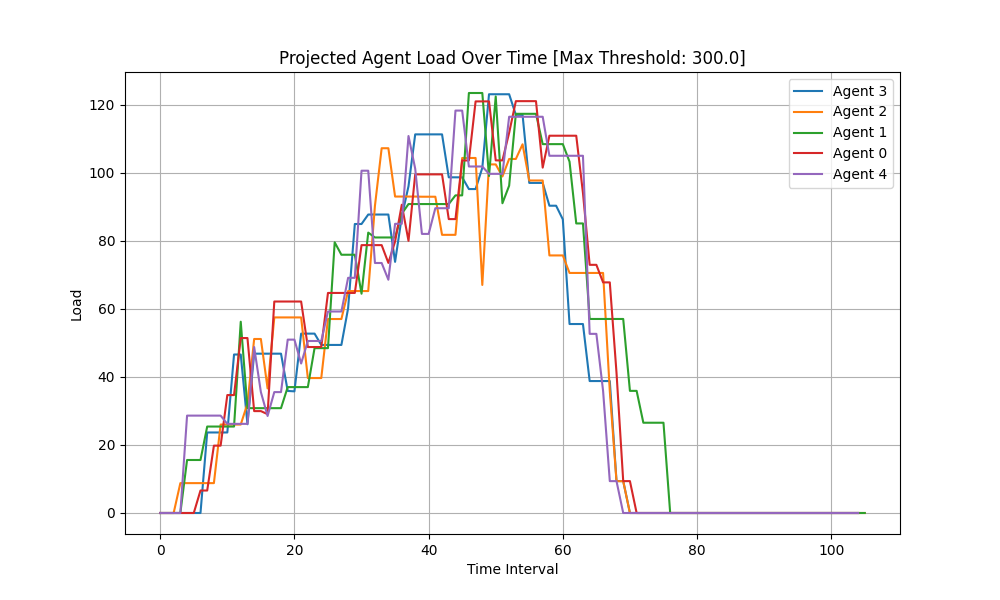 Projected Agent Load Over Time [Max Threshold: 300.0]
Load
120
100
80
60
40
20
0
Agent 3
Agent 2
Agent 1
Agent 0
Agent 4
0 20 40 60 80 100
Time Interval